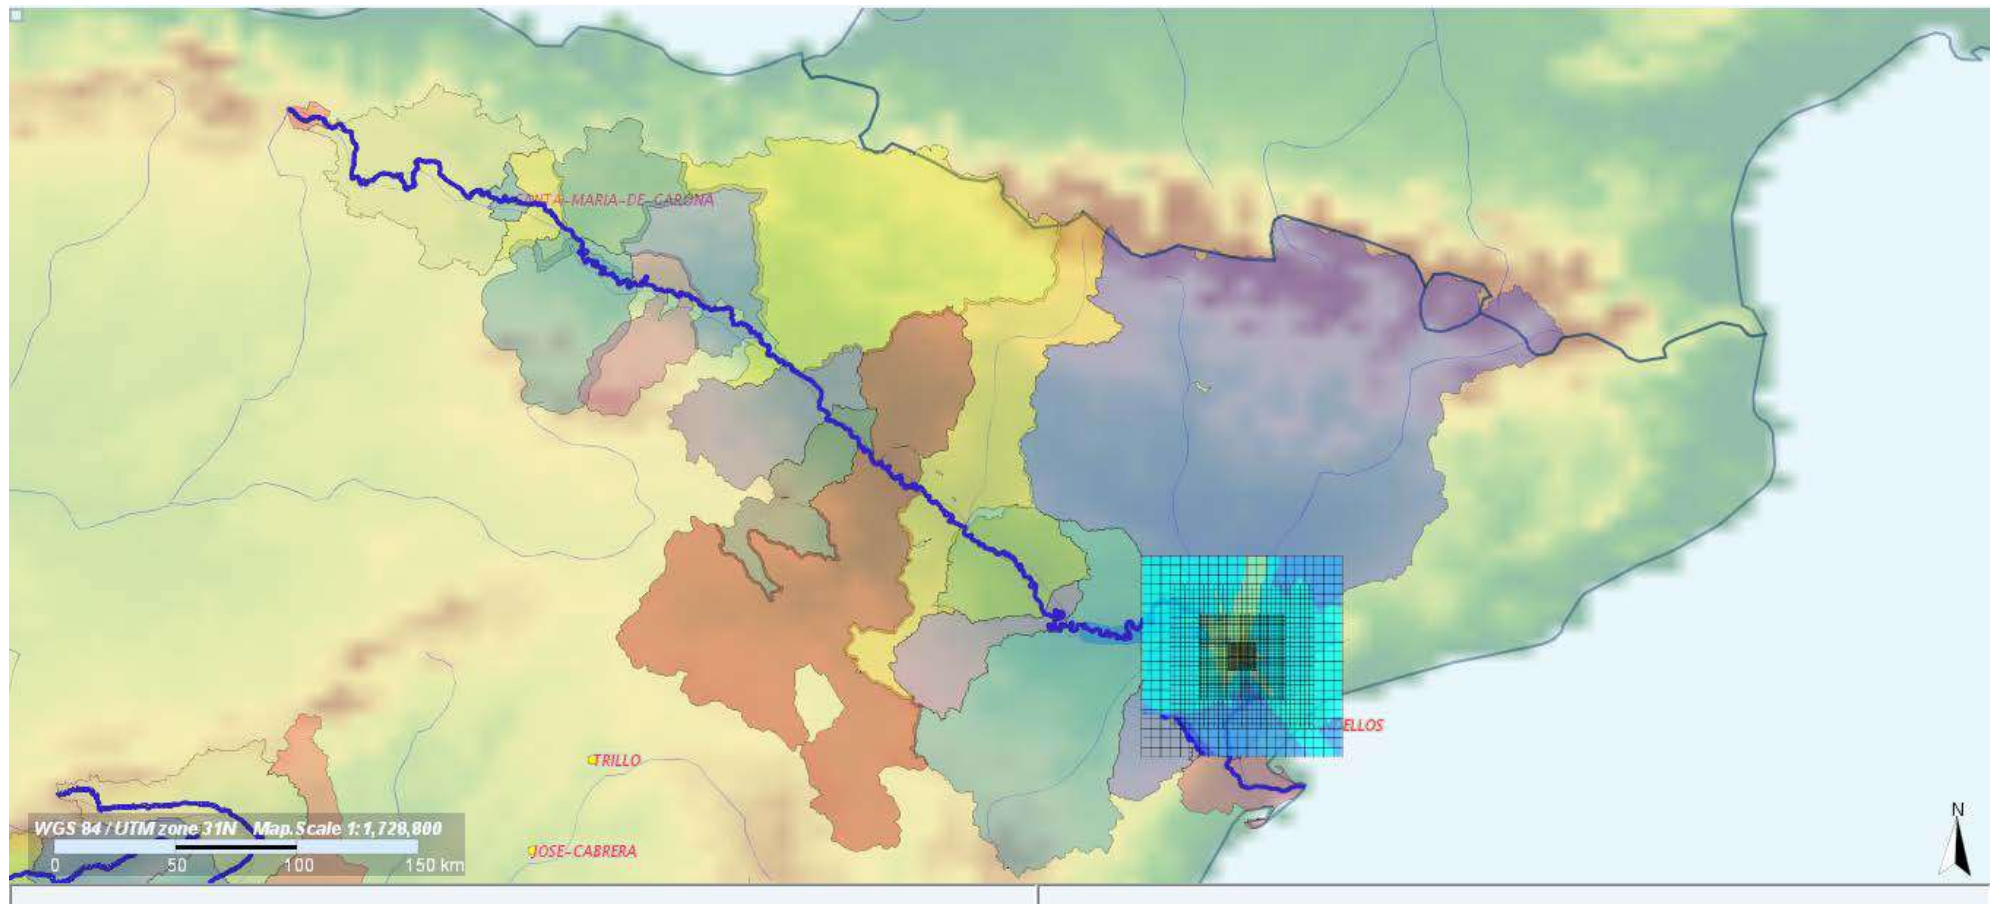 SANTA-MARIA-DE-GARONA
ELLOS
TRILLO
JOSE-CABRERA
WGS 84 / UTM zone 31N Map.Scale 1:1,728,800
0 50 100 150 km
N